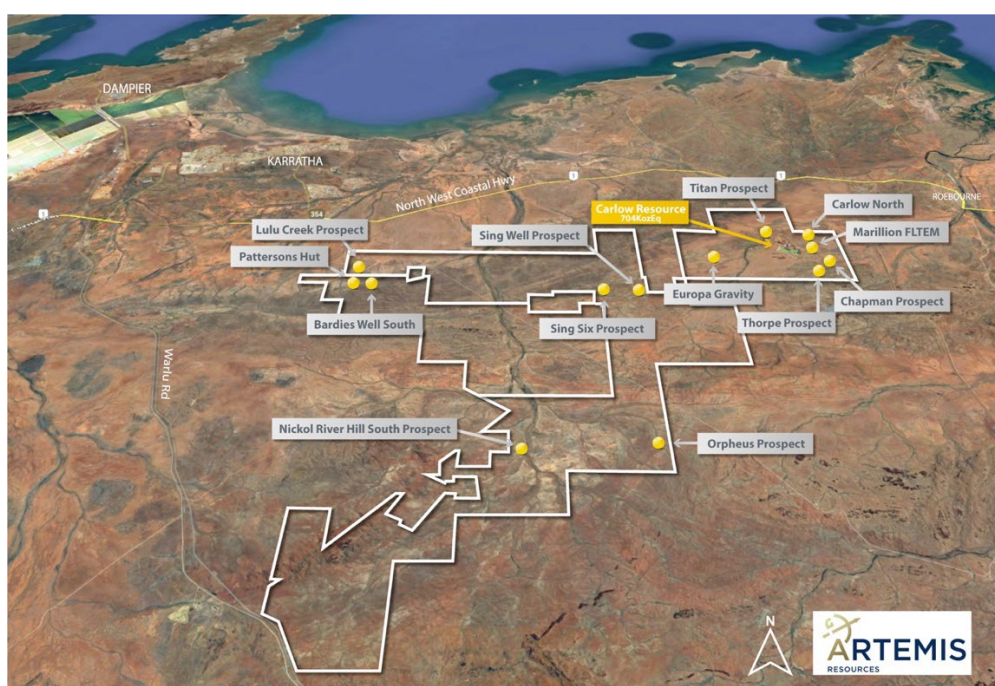 DAMPIER
KARRATHA
North West Coastal Hwy
1
1
1
354
ROEBOURNE
Titan Prospect
Carlow Resource
704KozEq
Carlow North
Lulu Creek Prospect
Sing Well Prospect
Marillion FLTEM
Pattersons Hut
Europa Gravity
Chapman Prospect
Bardies Well South
Sing Six Prospect
Thorpe Prospect
Warlu Rd
Nickol River Hill South Prospect
Orpheus Prospect
N
ARTEMIS
RESOURCES